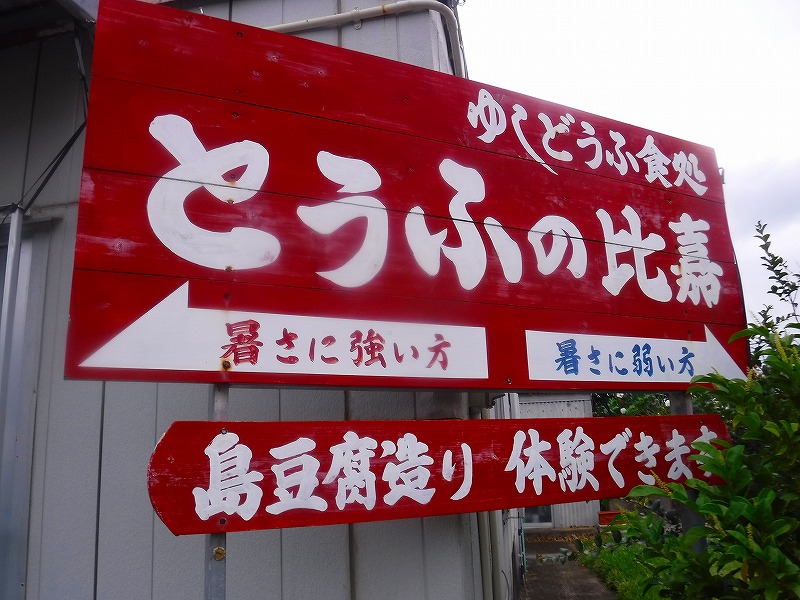 ゆしどうふ食処
とうふの比嘉
暑さに強い方
暑さに弱い方
島豆腐造り 体験できます